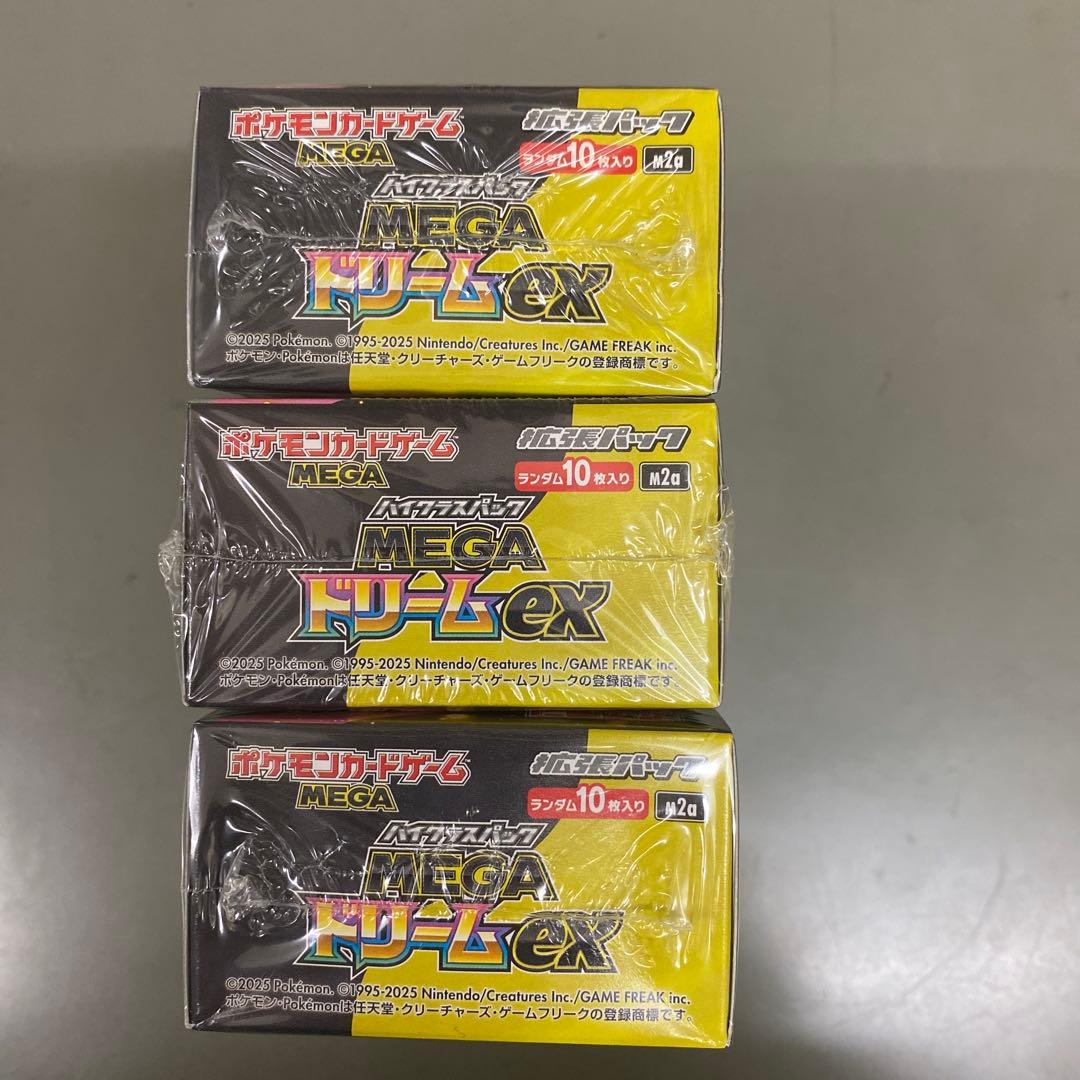 ポケモンカードゲーム
MEGA
拡張パック
ランダム10枚入り M2a
ハイクラスパック
MEGA
ドリームex
©2025 Pokémon. ©1995-2025 Nintendo/Creatures Inc./GAME FREAK inc.
ポケモン・Pokémonは任天堂・クリーチャーズ・ゲームフリークの登録商標です。
ポケモンカードゲーム
MEGA
拡張パック
ランダム10枚入り M2a
ハイクラスパック
MEGA
ドリームex
©2025 Pokémon. ©1995-2025 Nintendo/Creatures Inc./GAME FREAK inc.
ポケモン・Pokémonは任天堂・クリーチャーズ・ゲームフリークの登録商標です。
ポケモンカードゲーム
MEGA
拡張パック
ランダム10枚入り M2a
ハイクラスパック
MEGA
ドリームex
©2025 Pokémon. ©1995-2025 Nintendo/Creatures Inc./GAME FREAK inc.
ポケモン・Pokémonは任天堂・クリーチャーズ・ゲームフリークの登録商標です。